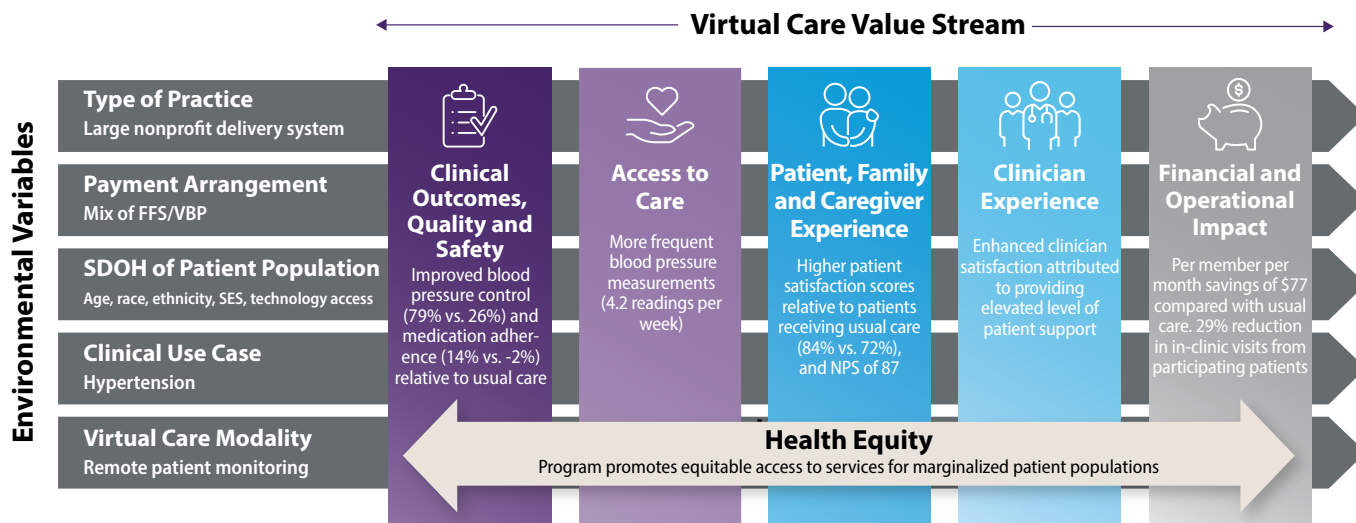 Virtual Care Value Stream
Environmental Variables
Type of Practice
Large nonprofit delivery system
Payment Arrangement
Mix of FFS/VBP
SDOH of Patient Population
Age, race, ethnicity, SES, technology access
Clinical Use Case
Hypertension
Virtual Care Modality
Remote patient monitoring
Clinical
Outcomes,
Quality and
Safety
Improved blood
pressure control
(79% vs. 26%) and
medication adher-
ence (14% vs. -2%)
relative to usual care
Access to
Care
More frequent
blood pressure
measurements
(4.2 readings per
week)
Patient, Family
and Caregiver
Experience
Higher patient
satisfaction scores
relative to patients
receiving usual care
(84% vs. 72%),
and NPS of 87
Clinician
Experience
Enhanced clinician
satisfaction attributed
to providing
elevated level of
patient support
$
Financial and
Operational
Impact
Per member per
month savings of $77
compared with usual
care. 29% reduction
in in-clinic visits from
participating patients
Health Equity
Program promotes equitable access to services for marginalized patient populations